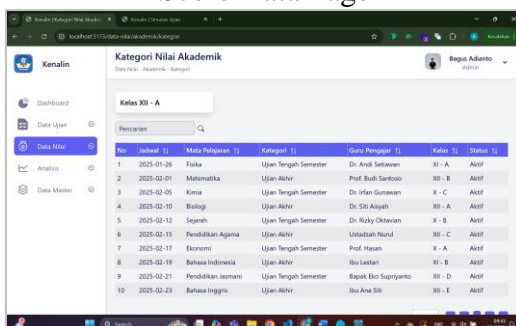 Kenalin | Kategori Nilai Akademi
Kenalin | Simulasi Ujian
localhost:5173/data-nilai/akademik/kategori
Kesalahan
Kenalin
Kategori Nilai Akademik
Data Nilai - Akademik - Kategori
Bagus Adianto
Admin
Dashboard
Data Ujian
Data Nilai
Analisis
Data Master
Kelas XII - A
Pencarian
No Jadwal Mata Pelajaran Kategori Guru Pengajar Kelas Status
1 2025-01-26 Fisika Ujian Tengah Semester Dr. Andi Setiawan XI - A Aktif
2 2025-02-01 Matematika Ujian Akhir Prof. Budi Santoso XII - B Aktif
3 2025-02-05 Kimia Ujian Tengah Semester Dr. Irfan Gunawan X - C Aktif
4 2025-02-10 Biologi Ujian Akhir Dr. Siti Aisyah XII - A Aktif
5 2025-02-12 Sejarah Ujian Tengah Semester Dr. Rizky Oktavian X - B Aktif
6 2025-02-15 Pendidikan Agama Ujian Akhir Ustadzah Nurul XII - C Aktif
7 2025-02-17 Ekonomi Ujian Tengah Semester Prof. Hasan X - A Aktif
8 2025-02-19 Bahasa Indonesia Ujian Akhir Ibu Lestari XI - B Aktif
9 2025-02-21 Pendidikan Jasmani Ujian Tengah Semester Bapak Eko Supriyanto XII - D Aktif
10 2025-02-23 Bahasa Inggris Ujian Akhir Ibu Ana Siti XII - E Aktif
Search
09:43